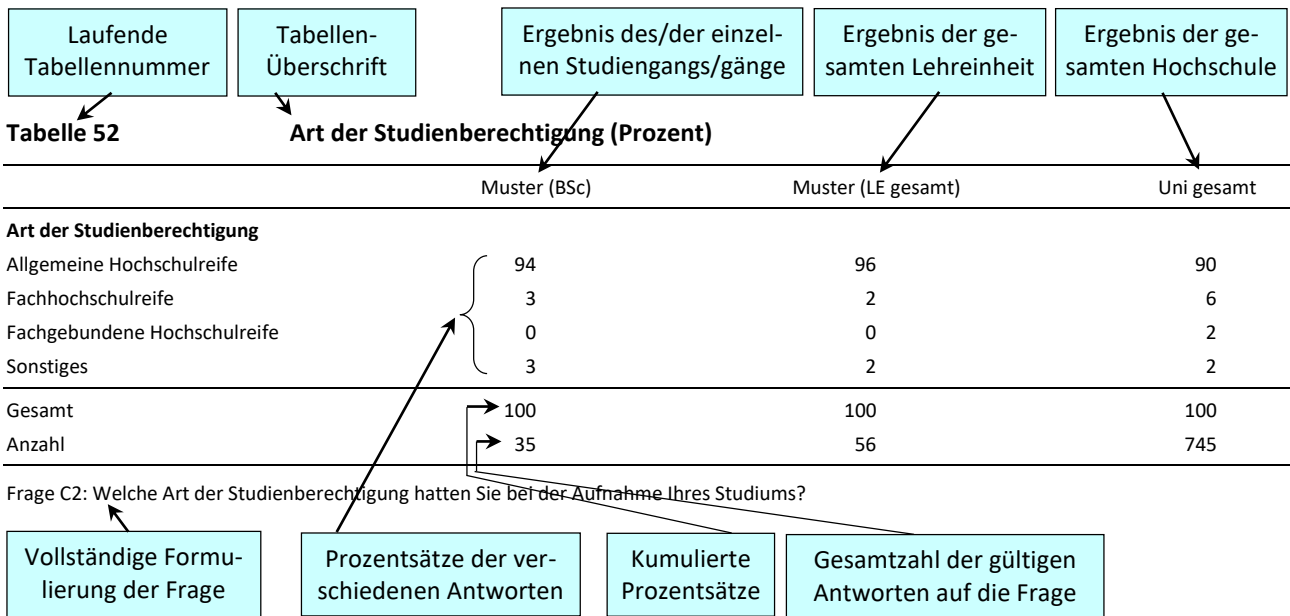 Laufende
Tabellennummer
Tabellen-
Überschrift
Ergebnis des/der einzel-
nen Studiengangs/gänge
Ergebnis der ge-
samten Lehreinheit
Ergebnis der ge-
samten Hochschule
Tabelle 52 Art der Studienberechtigung (Prozent)
Muster (BSc) Muster (LE gesamt) Uni gesamt
Art der Studienberechtigung
Allgemeine Hochschulreife 94 96 90
Fachhochschulreife 3 2 6
Fachgebundene Hochschulreife 0 0 2
Sonstiges 3 2 2
Gesamt 100 100 100
Anzahl 35 56 745
Frage C2: Welche Art der Studienberechtigung hatten Sie bei der Aufnahme Ihres Studiums?
Vollständige Formu-
lierung der Frage
Prozentsätze der ver-
schiedenen Antworten
Kumulierte
Prozentsätze
Gesamtzahl der gültigen
Antworten auf die Frage